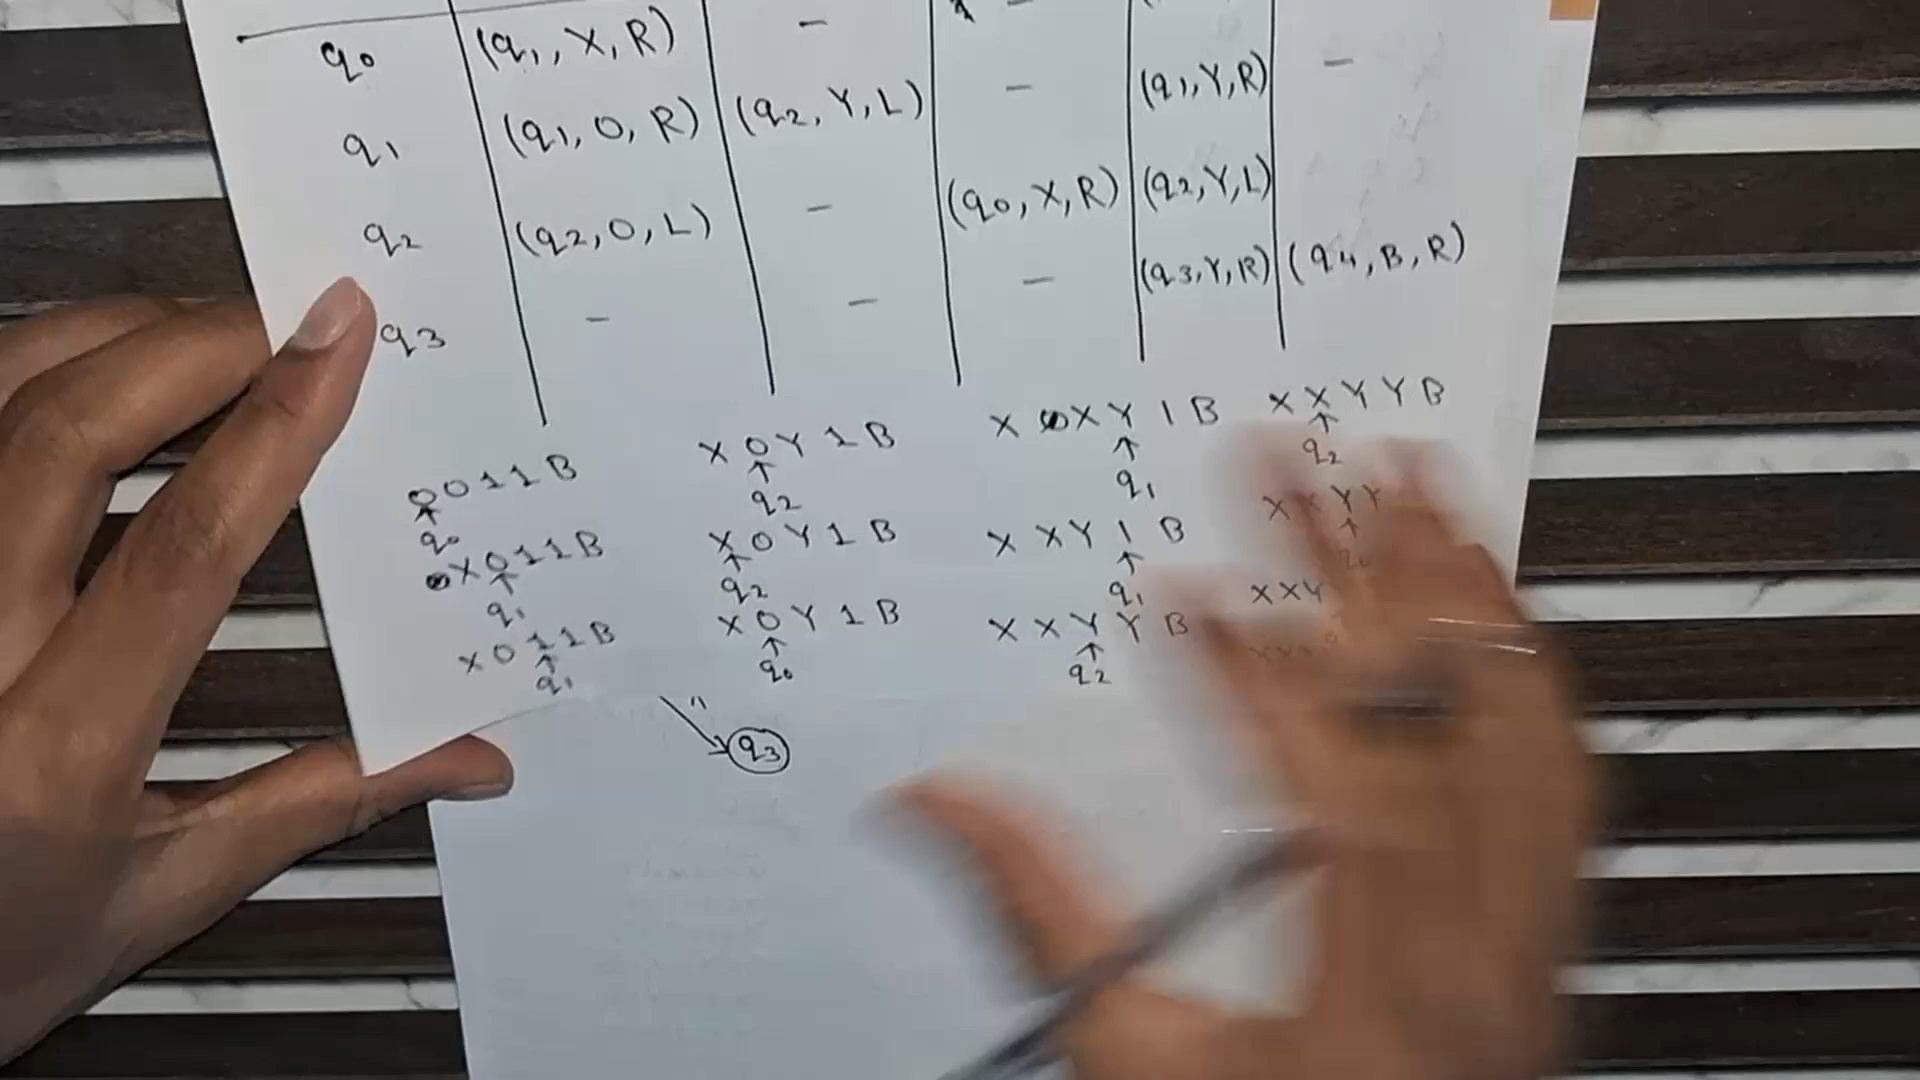 q0 (q1, X, R) - -
q1 (q1, 0, R) (q2, Y, L) - (q1, Y, R) -
q2 (q2, 0, L) - (q0, X, R) (q2, Y, L)
q3 - - - (q3, Y, R) (q4, B, R)
0 0 1 1 B
↑
q0
X 0 1 1 B
↑
q1
X 0 1 1 B
↑
q1
X 0 Y 1 B
↑
q2
X 0 Y 1 B
↑
q2
X 0 Y 1 B
↑
q0
X X Y 1 B
↑
q1
X X Y 1 B
↑
q1
X X Y Y B
↑
q2
X X Y Y B
↑
q2
X X Y Y
↑
X X Y
q3